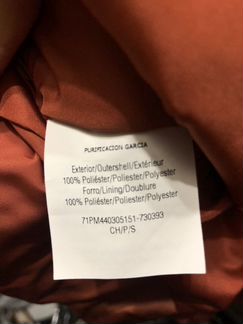 PURIFICACION GARCIA
Exterior/Outershell/Extérieur
100% Poliéster/Poliester/Polyester
Forro/Lining/Doublure
100% Poliéster/Poliester/Polyester
71PM440305151-730393
CH/P/S